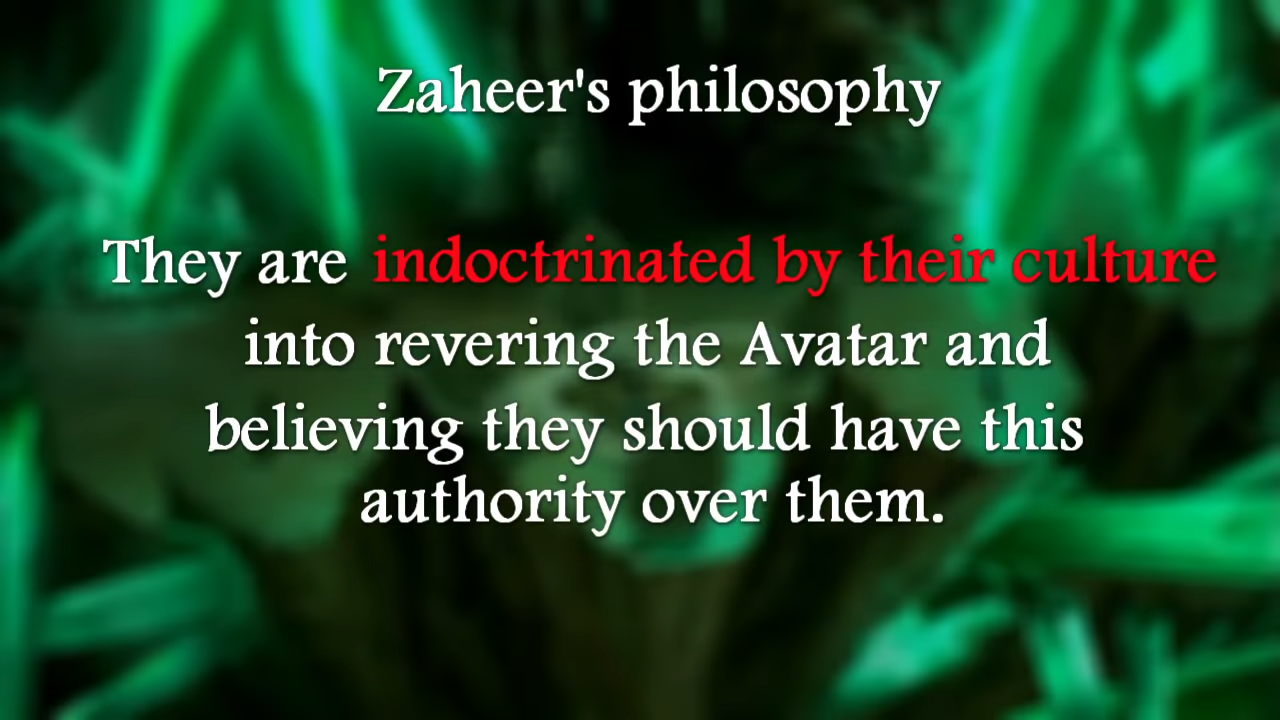 Zaheer's philosophy
They are indoctrinated by their culture
into revering the Avatar and
believing they should have this
authority over them.